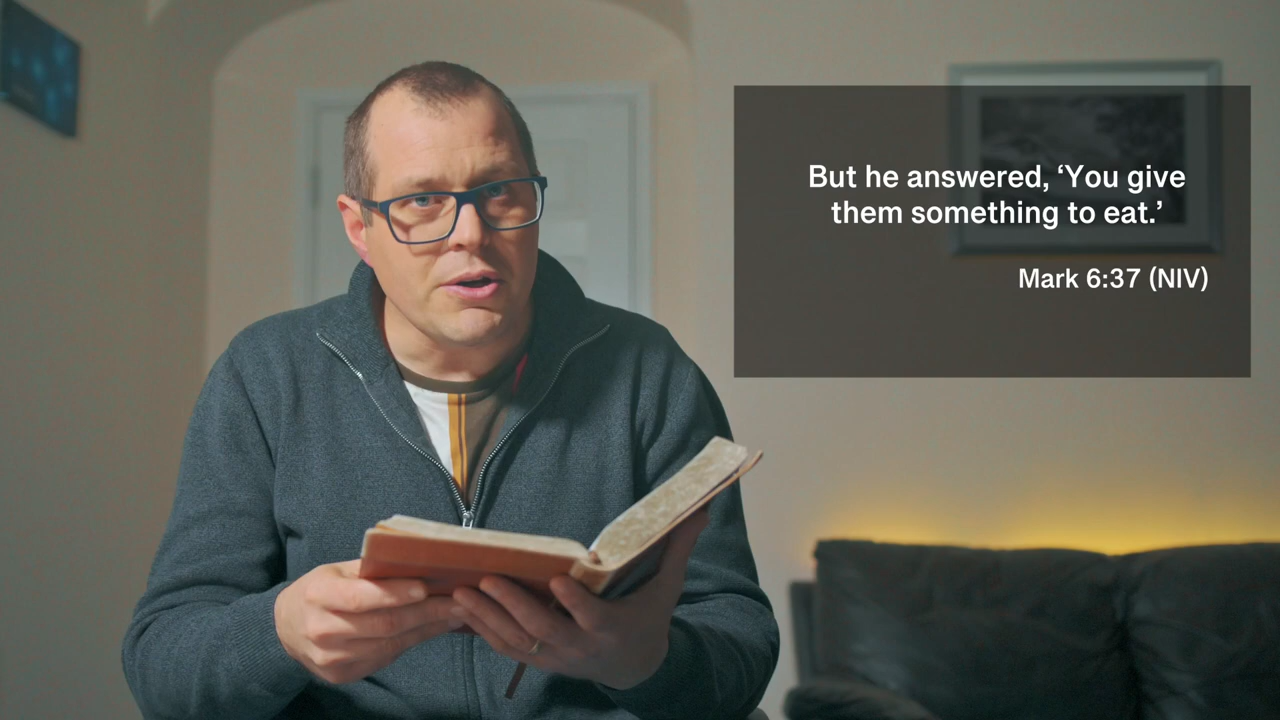 But he answered, ‘You give
them something to eat.’
Mark 6:37 (NIV)